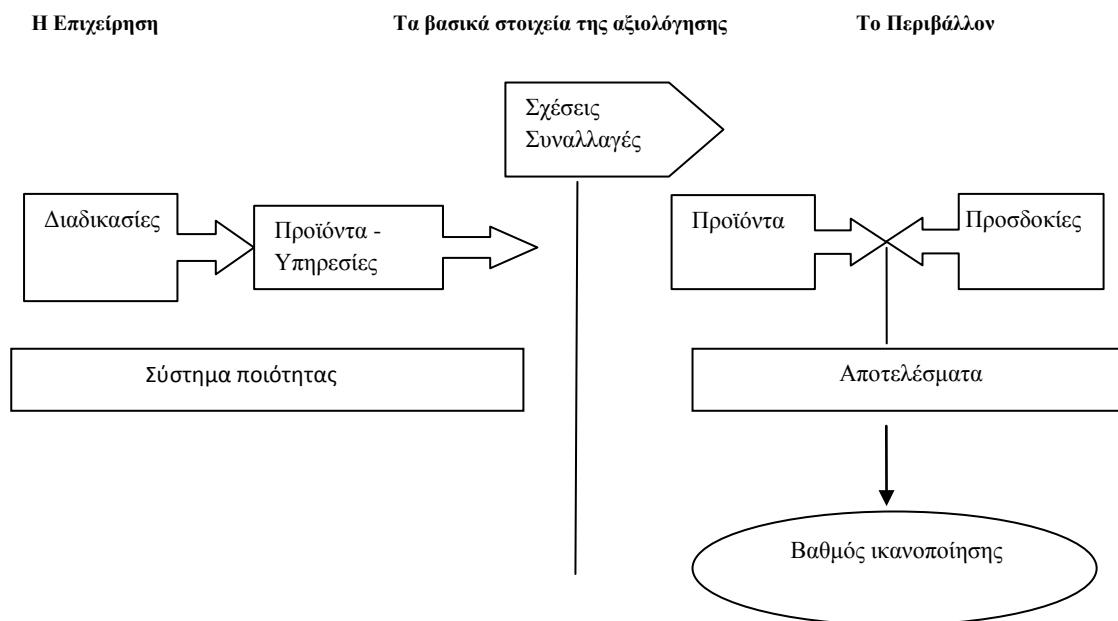 Η Επιχείρηση
Τα βασικά στοιχεία της αξιολόγησης
Το Περιβάλλον
Σχέσεις
Συναλλαγές
Διαδικασίες
Προϊόντα -
Υπηρεσίες
Προϊόντα
Προσδοκίες
Σύστημα ποιότητας
Αποτελέσματα
Βαθμός ικανοποίησης